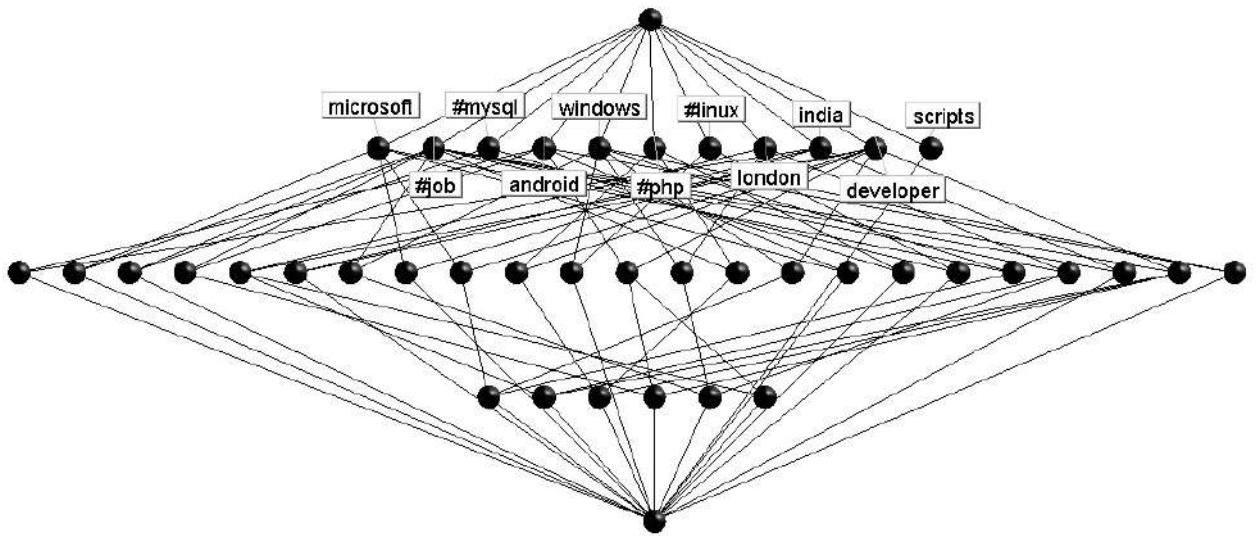 microsoft
#mysql
windows
#linux
india
scripts
#job
android
#php
london
developer